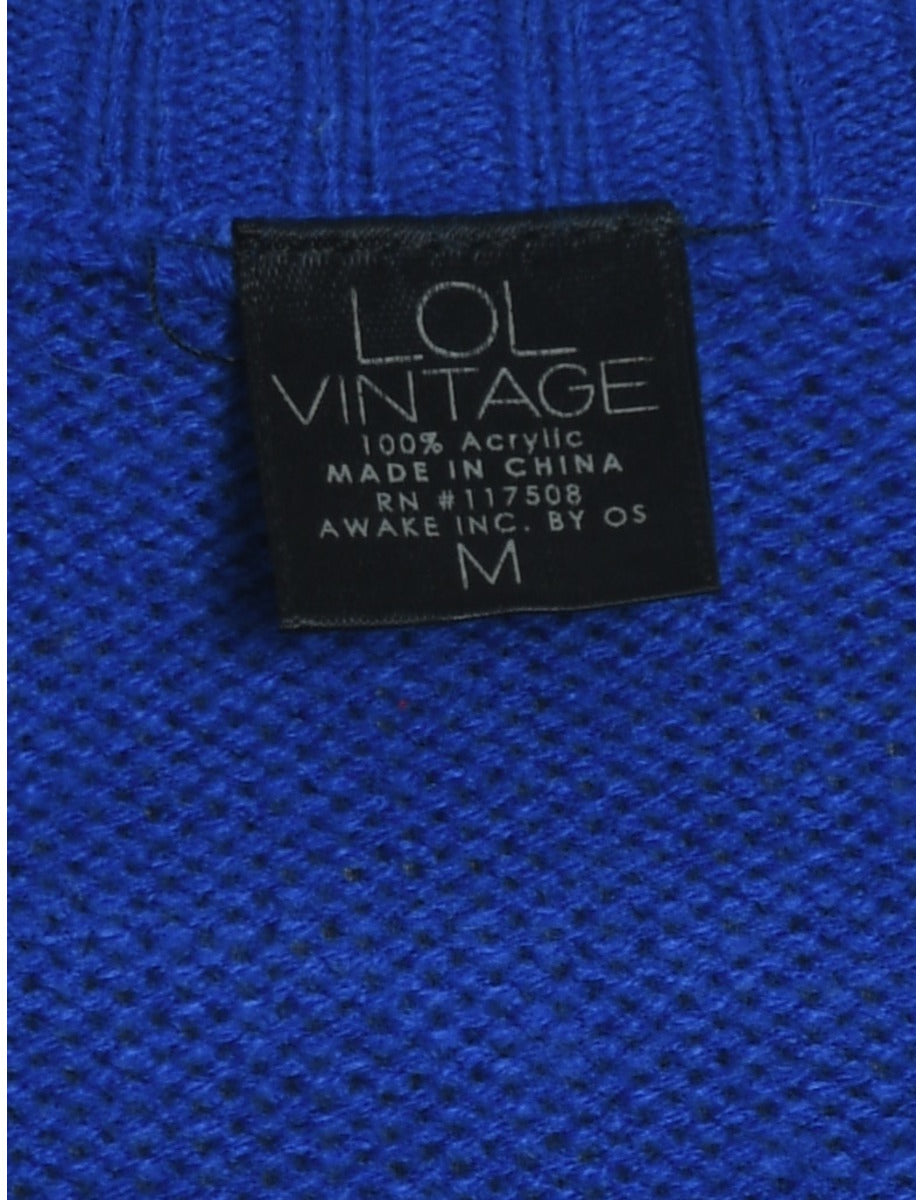 LOL
VINTAGE
100% Acrylic
MADE IN CHINA
RN #117508
AWAKE INC. BY OS
M